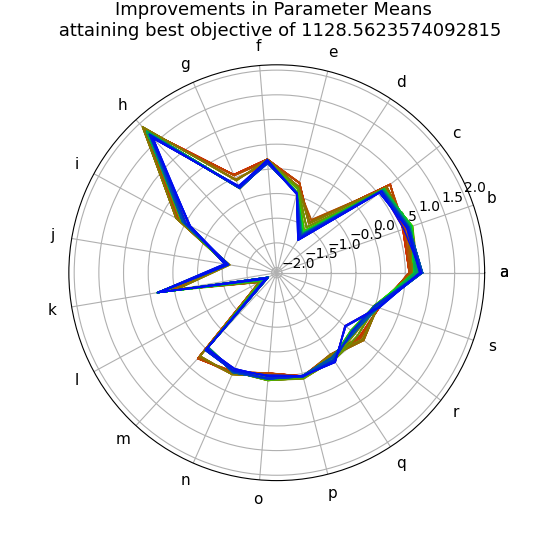 Improvements in Parameter Means
attaining best objective of 1128.5623574092815
f
e
g
d
h
c
i
2.0
1.5
b
1.0
5
0.0
j
−0.5
−1.0
−1.5
−2.0
a
k
s
l
r
m
q
n
p
o